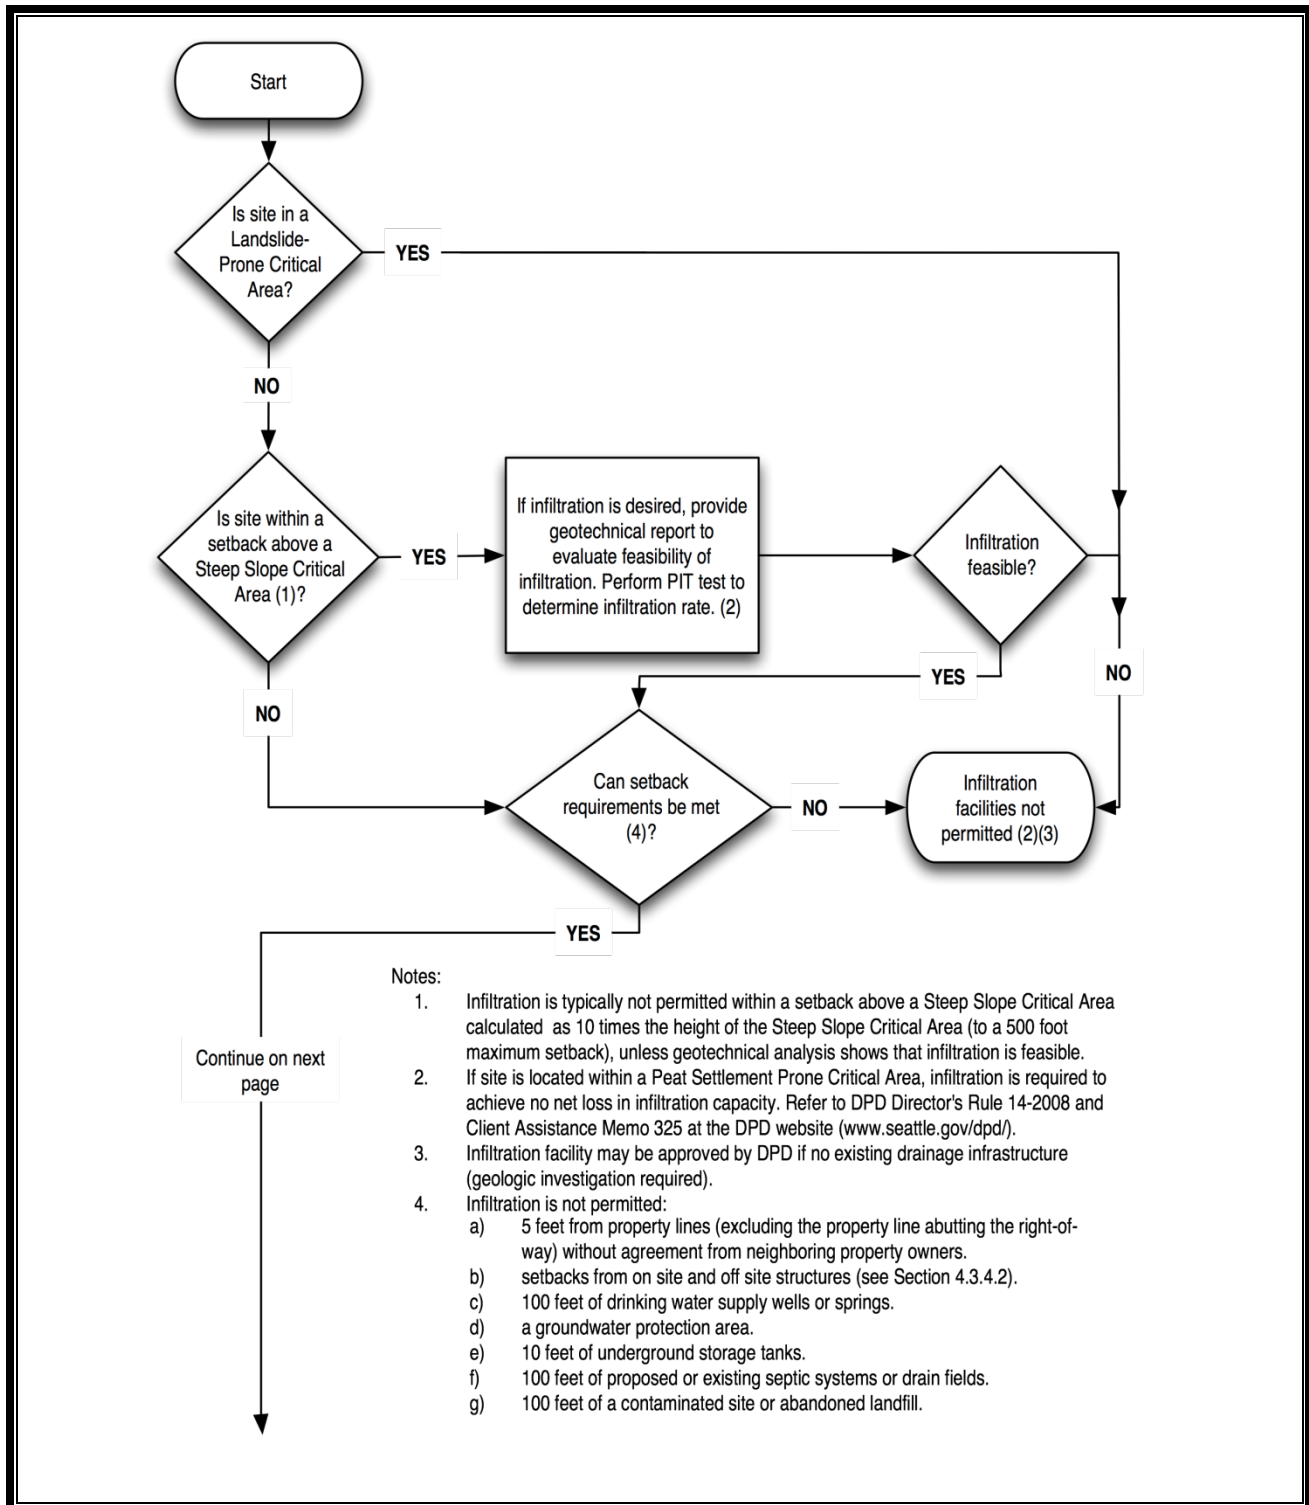 Start
Is site in a
Landslide-
Prone Critical
Area?
YES
NO
Is site within a
setback above a
Steep Slope Critical
Area (1)?
YES
If infiltration is desired, provide
geotechnical report to
evaluate feasibility of
infiltration. Perform PIT test to
determine infiltration rate. (2)
Infiltration
feasible?
YES
NO
NO
Can setback
requirements be met
(4)?
NO
Infiltration
facilities not
permitted (2)(3)
YES
Continue on next
page
Notes:
1. Infiltration is typically not permitted within a setback above a Steep Slope Critical Area
calculated as 10 times the height of the Steep Slope Critical Area (to a 500 foot
maximum setback), unless geotechnical analysis shows that infiltration is feasible.
2. If site is located within a Peat Settlement Prone Critical Area, infiltration is required to
achieve no net loss in infiltration capacity. Refer to DPD Director's Rule 14-2008 and
Client Assistance Memo 325 at the DPD website (www.seattle.gov/dpd/).
3. Infiltration facility may be approved by DPD if no existing drainage infrastructure
(geologic investigation required).
4. Infiltration is not permitted:
a) 5 feet from property lines (excluding the property line abutting the right-of-
way) without agreement from neighboring property owners.
b) setbacks from on site and off site structures (see Section 4.3.4.2).
c) 100 feet of drinking water supply wells or springs.
d) a groundwater protection area.
e) 10 feet of underground storage tanks.
f) 100 feet of proposed or existing septic systems or drain fields.
g) 100 feet of a contaminated site or abandoned landfill.